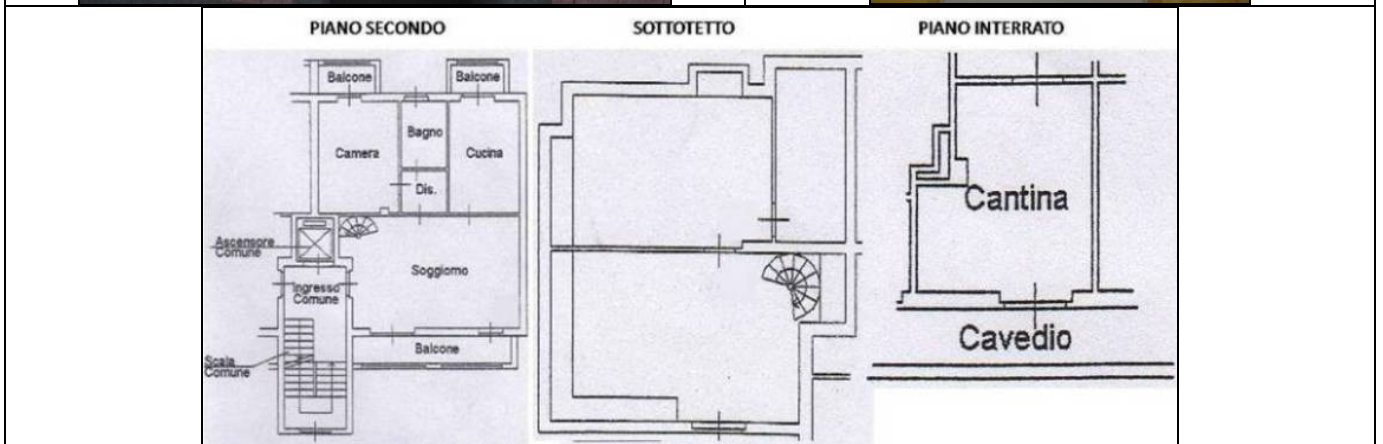 PIANO SECONDO
SOTTOTETTO
PIANO INTERRATO
Balcone
Balcone
Bagno
Camera
Cucina
Dis.
Ascensore
Comune
Soggiorno
Ingresso
Comune
Balcone
Scala
Comune
Cantina
Cavedio